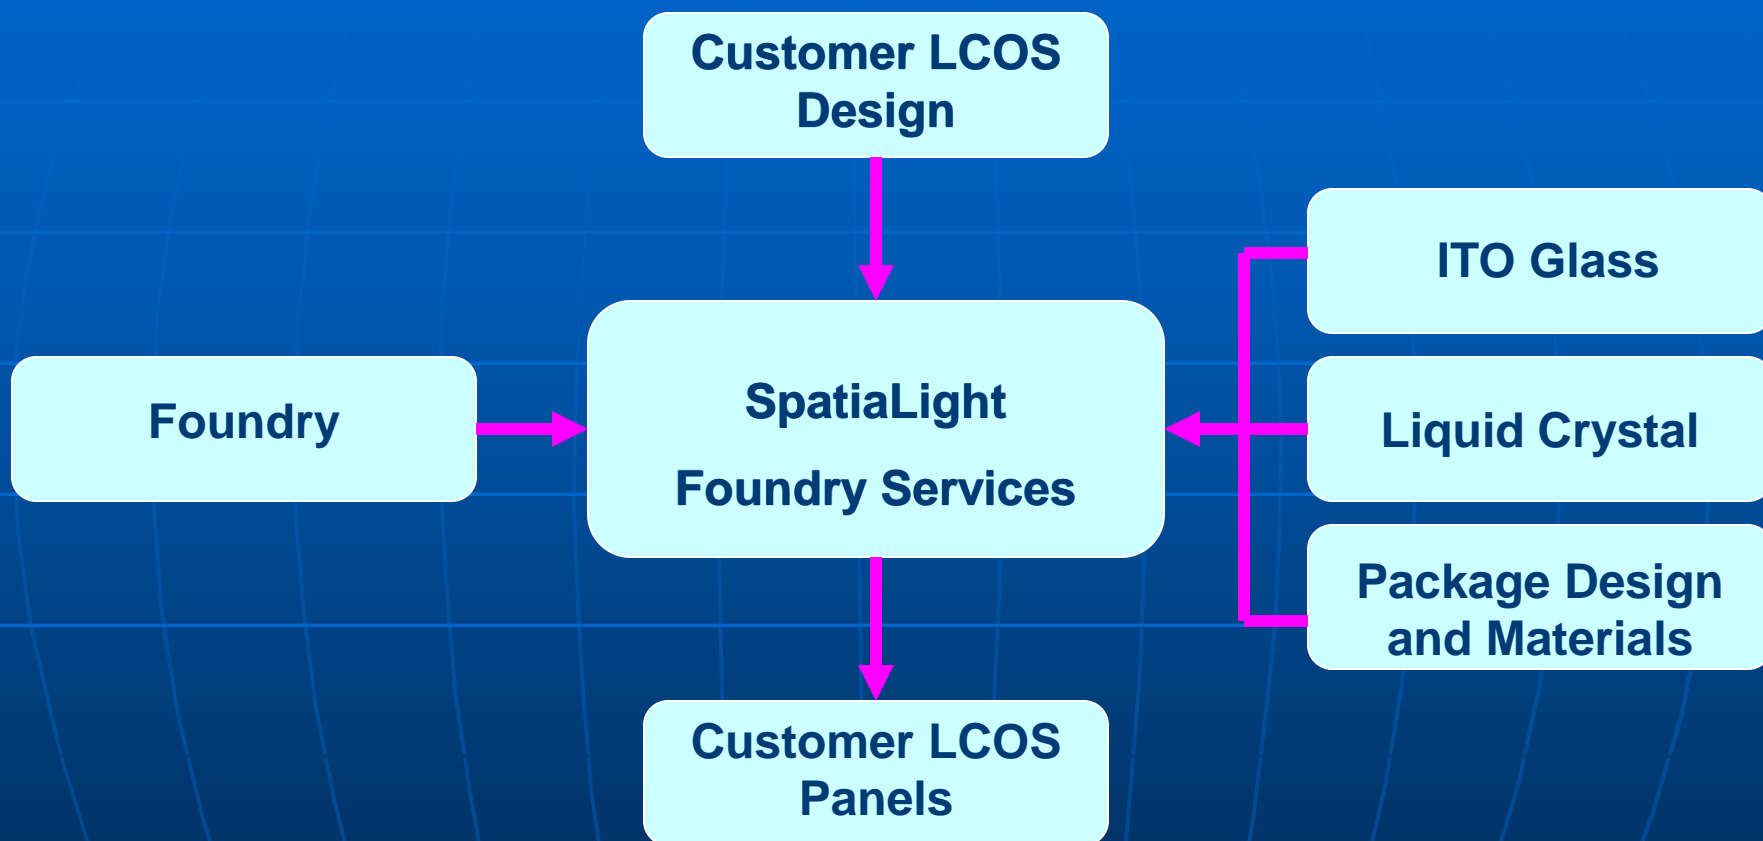 Customer LCOS
Design
ITO Glass
Foundry
SpatiaLight
Foundry Services
Liquid Crystal
Package Design
and Materials
Customer LCOS
Panels